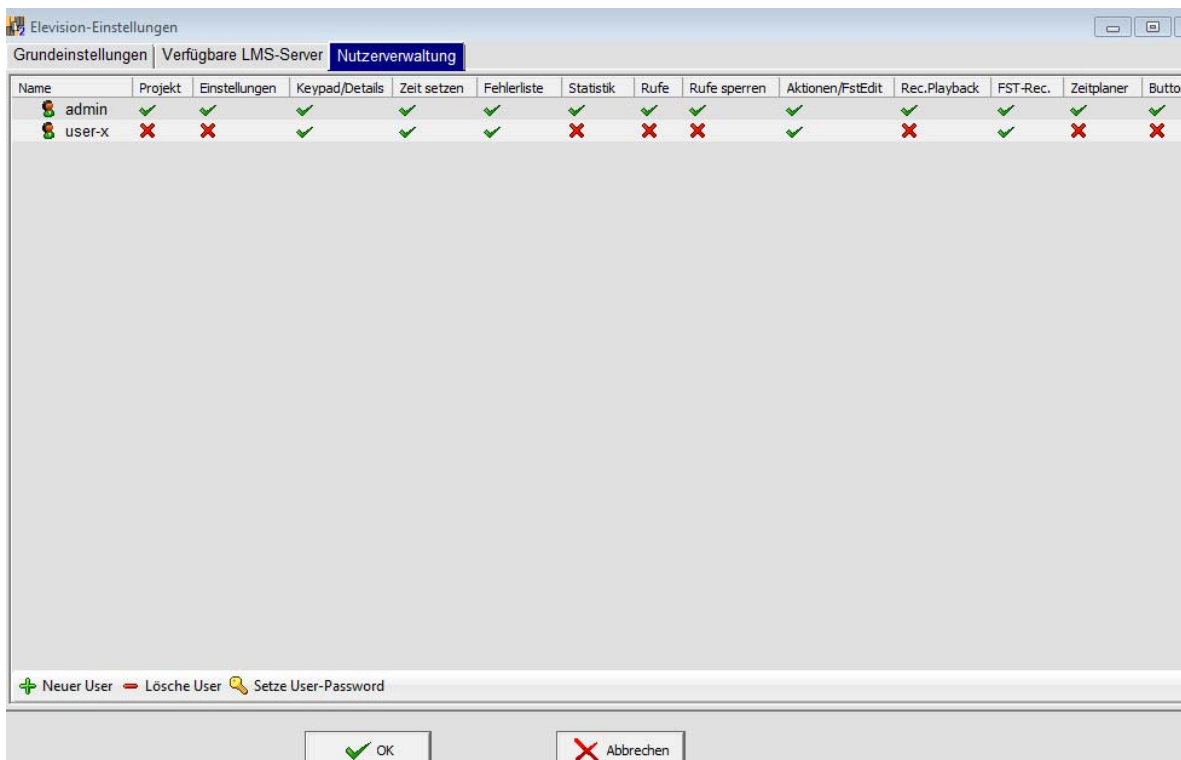 Elevision-Einstellungen
Grundeinstellungen Verfügbare LMS-Server Nutzerverwaltung
Name Projekt Einstellungen Keypad/Details Zeit setzen Fehlerliste Statistik Rufe Rufe sperren Aktionen/FstEdit Rec.Playback FST-Rec. Zeitplaner Butto
admin
user-x
Neuer User Lösche User Setze User-Password
OK Abbrechen